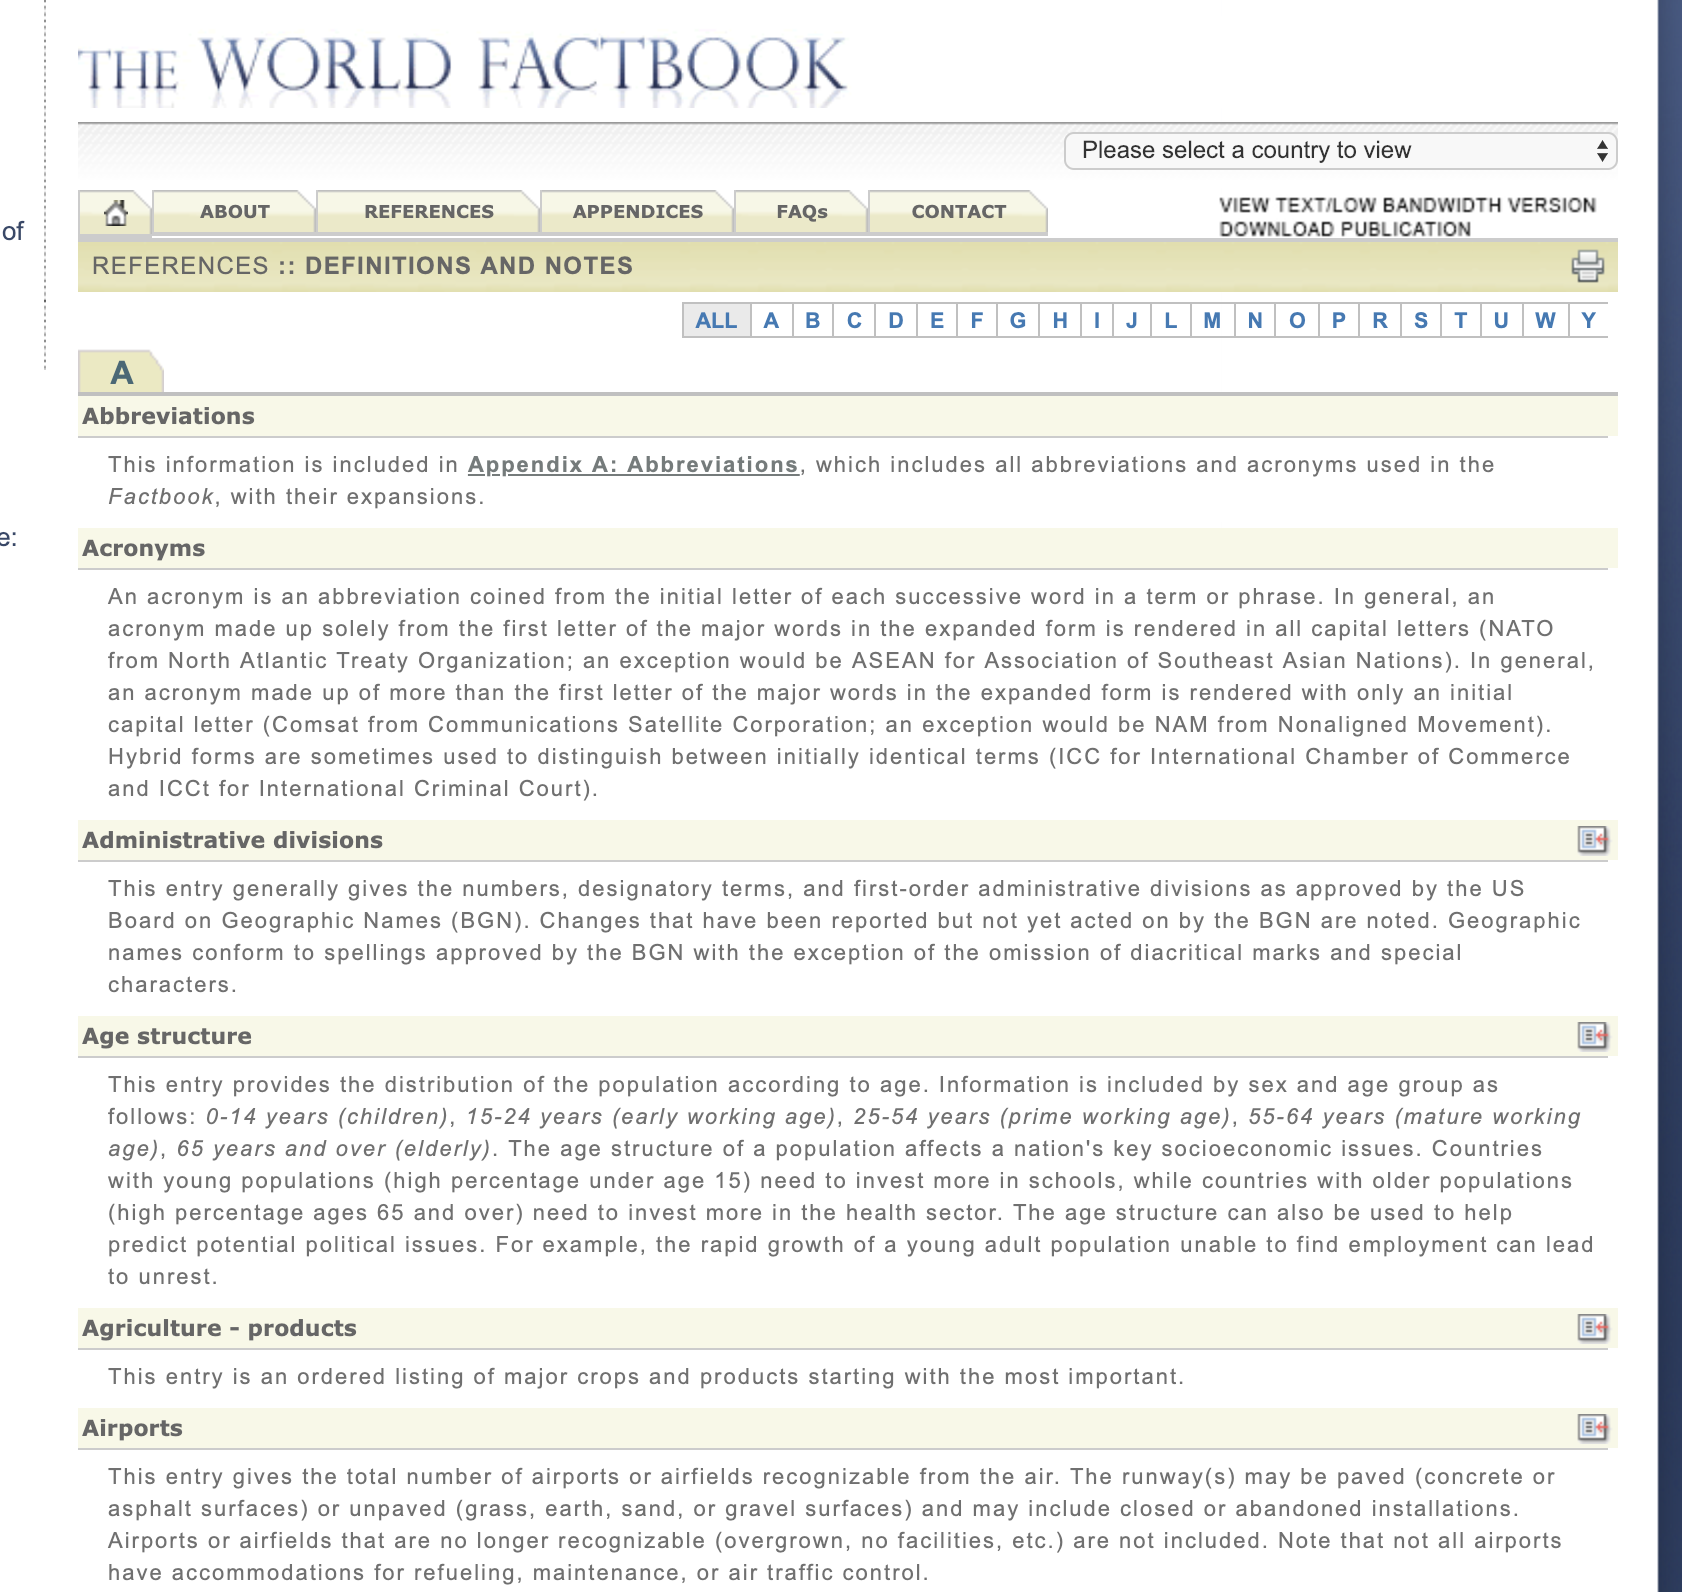 THE WORLD FACTBOOK
Please select a country to view
ABOUT REFERENCES APPENDICES FAQs CONTACT
VIEW TEXT/LOW BANDWIDTH VERSION
DOWNLOAD PUBLICATION
of
REFERENCES :: DEFINITIONS AND NOTES
ALL A B C D E F G H I J L M N O P R S T U W Y
A
Abbreviations
This information is included in Appendix A: Abbreviations, which includes all abbreviations and acronyms used in the
Factbook, with their expansions.
e:
Acronyms
An acronym is an abbreviation coined from the initial letter of each successive word in a term or phrase. In general, an
acronym made up solely from the first letter of the major words in the expanded form is rendered in all capital letters (NATO
from North Atlantic Treaty Organization; an exception would be ASEAN for Association of Southeast Asian Nations). In general,
an acronym made up of more than the first letter of the major words in the expanded form is rendered with only an initial
capital letter (Comsat from Communications Satellite Corporation; an exception would be NAM from Nonaligned Movement).
Hybrid forms are sometimes used to distinguish between initially identical terms (ICC for International Chamber of Commerce
and ICCt for International Criminal Court).
Administrative divisions
This entry generally gives the numbers, designatory terms, and first-order administrative divisions as approved by the US
Board on Geographic Names (BGN). Changes that have been reported but not yet acted on by the BGN are noted. Geographic
names conform to spellings approved by the BGN with the exception of the omission of diacritical marks and special
characters.
Age structure
This entry provides the distribution of the population according to age. Information is included by sex and age group as
follows: 0-14 years (children), 15-24 years (early working age), 25-54 years (prime working age), 55-64 years (mature working
age), 65 years and over (elderly). The age structure of a population affects a nation's key socioeconomic issues. Countries
with young populations (high percentage under age 15) need to invest more in schools, while countries with older populations
(high percentage ages 65 and over) need to invest more in the health sector. The age structure can also be used to help
predict potential political issues. For example, the rapid growth of a young adult population unable to find employment can lead
to unrest.
Agriculture - products
This entry is an ordered listing of major crops and products starting with the most important.
Airports
This entry gives the total number of airports or airfields recognizable from the air. The runway(s) may be paved (concrete or
asphalt surfaces) or unpaved (grass, earth, sand, or gravel surfaces) and may include closed or abandoned installations.
Airports or airfields that are no longer recognizable (overgrown, no facilities, etc.) are not included. Note that not all airports
have accommodations for refueling, maintenance, or air traffic control.